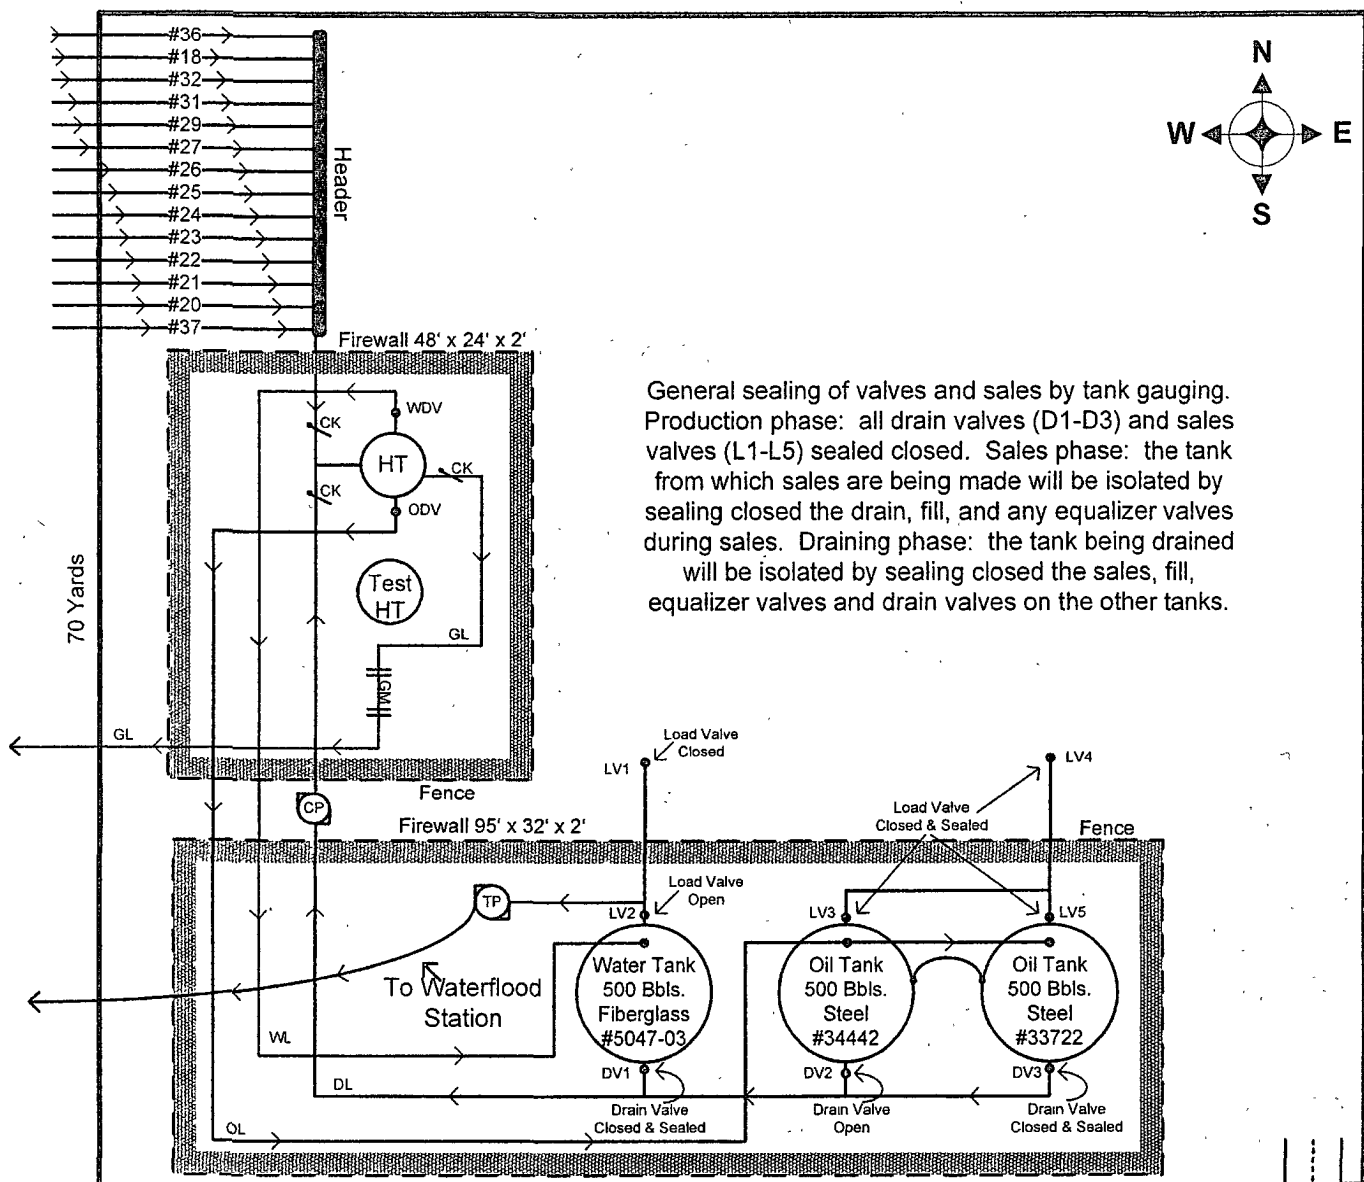 #36
#18
#32
#31
#29
#27
#26
#25
#24
#23
#22
#21
#20
#37
Header
N
W
E
S
Firewall 48' x 24' x 2'
WDV
CK
HT
CK
CK
ODV
Test
HT
GL
GM
GL
70 Yards
General sealing of valves and sales by tank gauging.
Production phase: all drain valves (D1-D3) and sales
valves (L1-L5) sealed closed. Sales phase: the tank
from which sales are being made will be isolated by
sealing closed the drain, fill, and any equalizer valves
during sales. Draining phase: the tank being drained
will be isolated by sealing closed the sales, fill,
equalizer valves and drain valves on the other tanks.
Fence
CP
Firewall 95' x 32' x 2'
LV1
Load Valve
Closed
LV4
Load Valve
Closed & Sealed
Fence
TP
Load Valve
Open
LV2
LV3
LV5
Water Tank
500 Bbls.
Fiberglass
#5047-03
Oil Tank
500 Bbls.
Steel
#34442
Oil Tank
500 Bbls.
Steel
#33722
To Waterflood
Station
WL
DL
OL
DV1
Drain Valve
Closed & Sealed
DV2
Drain Valve
Open
DV3
Drain Valve
Closed & Sealed